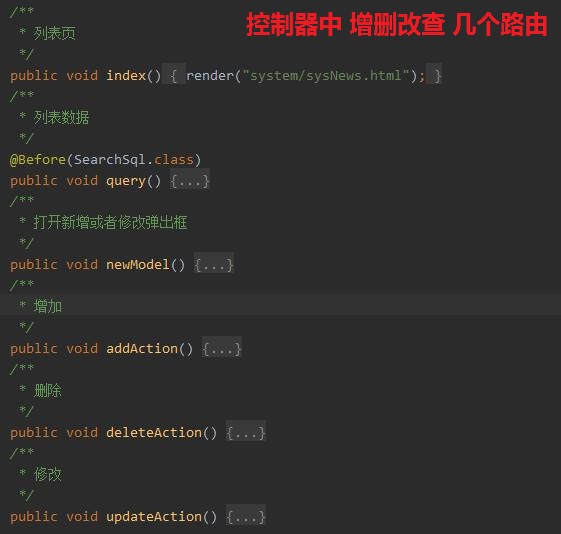 控制器中 增删改查 几个路由
/**
 * 列表页
 */
public void index() { render("system/sysNews.html"); }
/**
 * 列表数据
 */
@Before(SearchSql.class)
public void query() {...}
/**
 * 打开新增或者修改弹出框
 */
public void newModel() {...}
/**
 * 增加
 */
public void addAction() {...}
/**
 * 删除
 */
public void deleteAction() {...}
/**
 * 修改
 */
public void updateAction() {...}